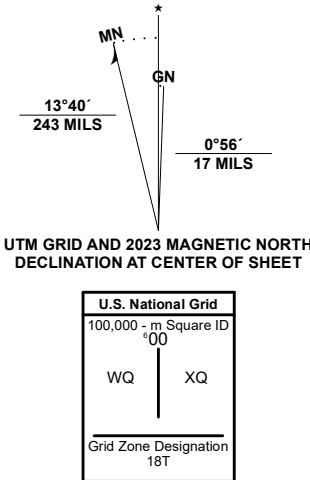 ★
MN
GN
13°40´
243 MILS
0°56´
17 MILS
UTM GRID AND 2023 MAGNETIC NORTH
DECLINATION AT CENTER OF SHEET
U.S. National Grid
100,000 - m Square ID
⁶00
WQ XQ
Grid Zone Designation
18T